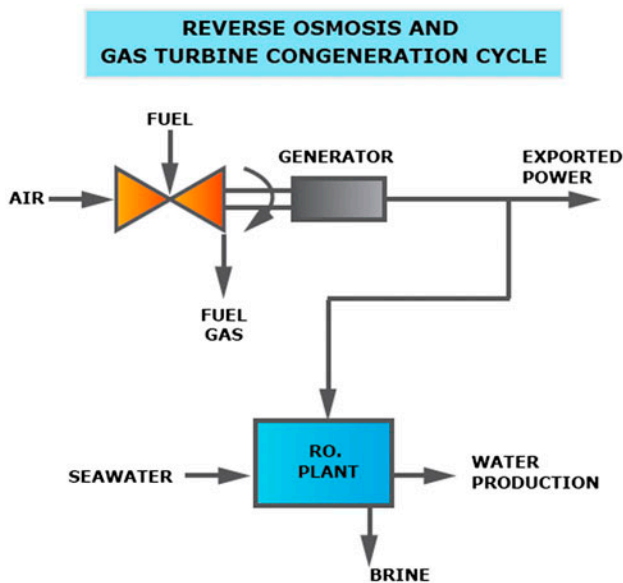 REVERSE OSMOSIS AND
GAS TURBINE CONGENERATION CYCLE
FUEL
GENERATOR
EXPORTED
POWER
AIR
FUEL
GAS
SEAWATER
RO.
PLANT
WATER
PRODUCTION
BRINE